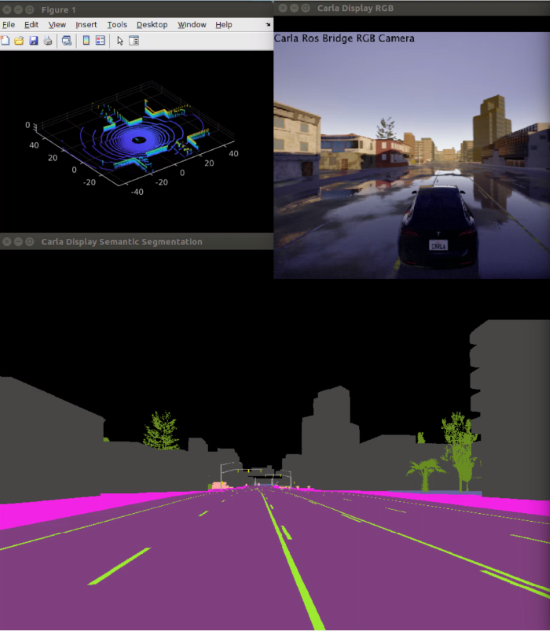 Figure 1
File Edit View Insert Tools Desktop Window Help
0
40
20
0
-20
-40
-20
0
20
40
Carla Display RGB
Carla Ros Bridge RGB Camera
Carla Display Semantic Segmentation